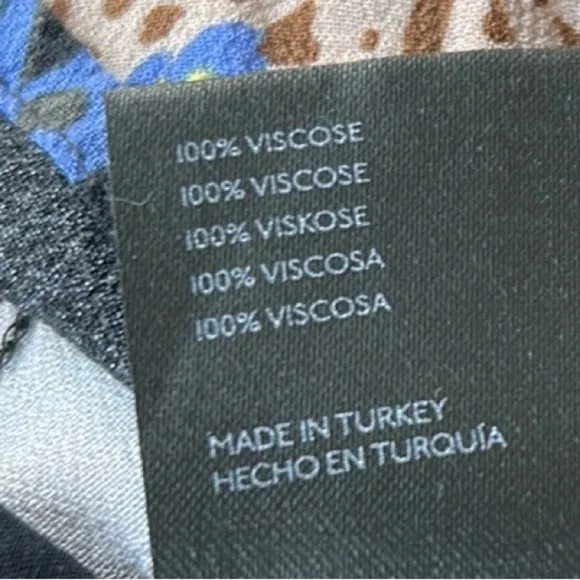 100% VISCOSE
100% VISCOSE
100% VISKOSE
100% VISCOSA
100% VISCOSA
MADE IN TURKEY
HECHO EN TURQUÍA